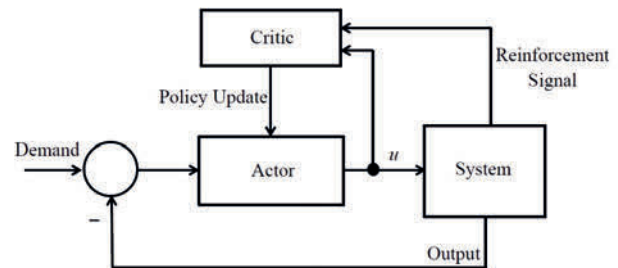 Critic
Reinforcement
Signal
Policy Update
Demand
Actor
u
System
−
Output